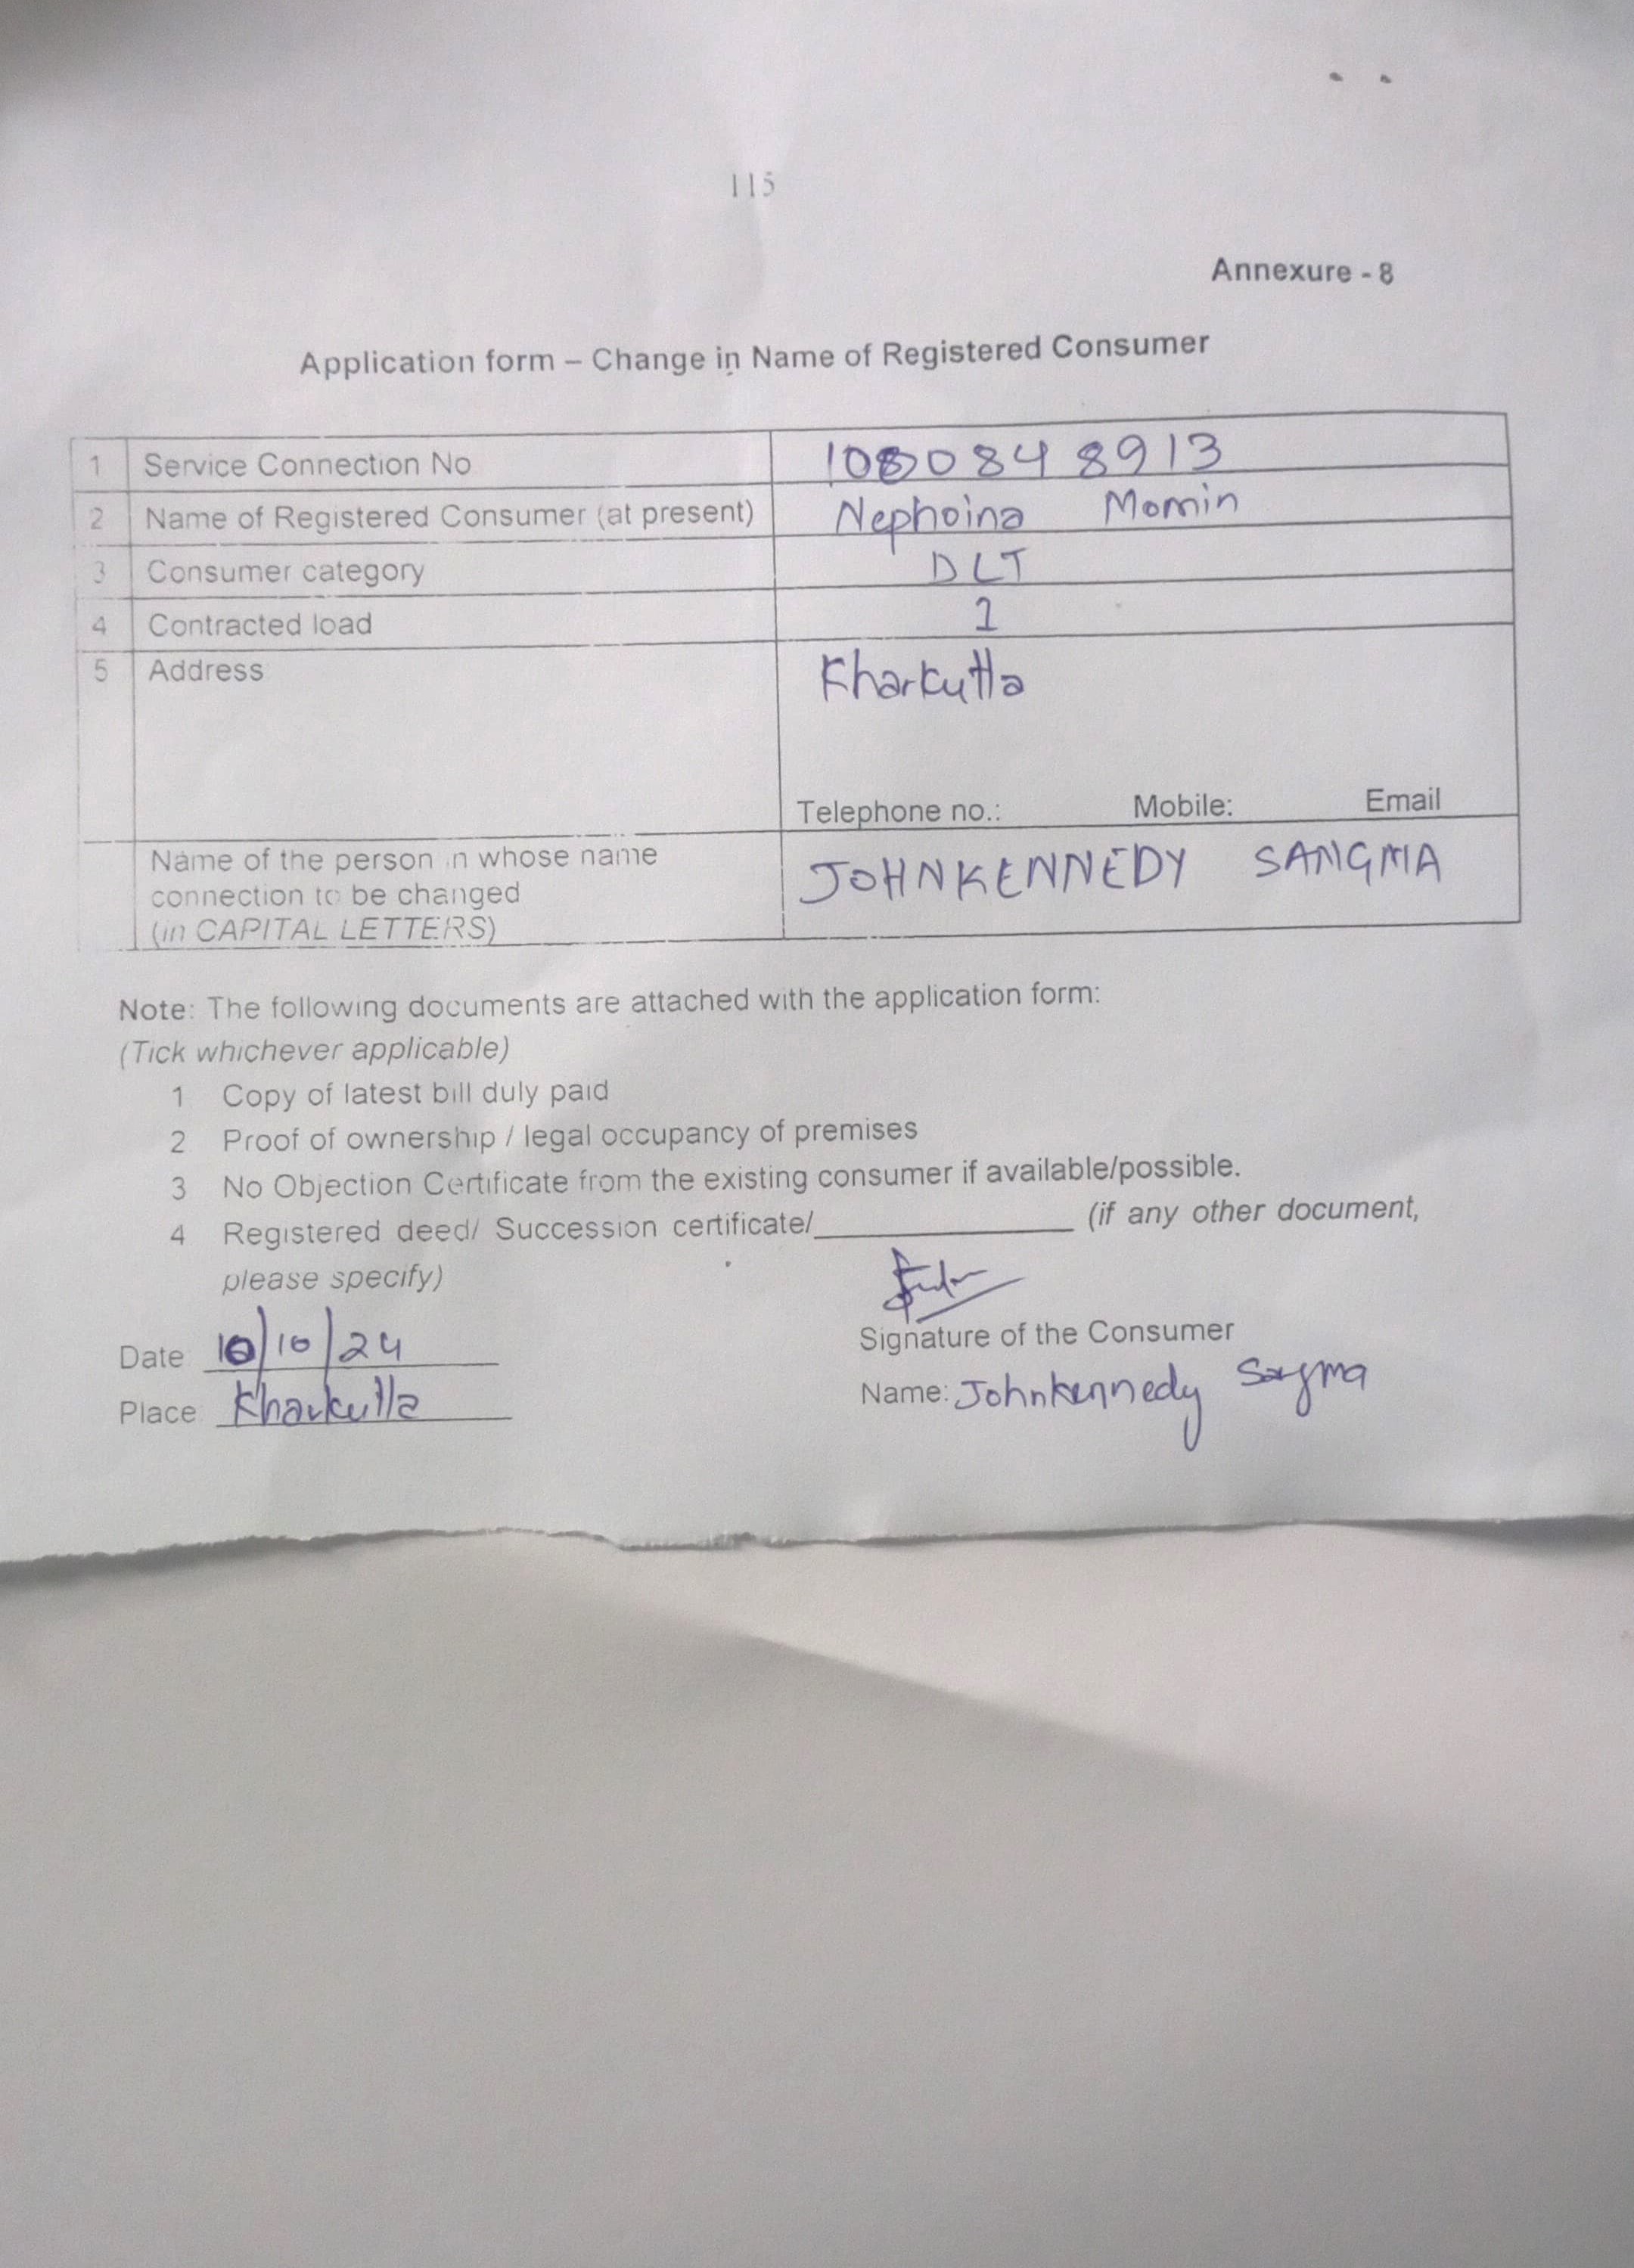 115
Annexure - 8
Application form – Change in Name of Registered Consumer
1 Service Connection No
2 Name of Registered Consumer (at present) Nephoina Momin
3 Consumer category DLT
4 Contracted load 1
5 Address Kharkutta
Telephone no.: Mobile: Email
Name of the person in whose name
connection to be changed JOHNKENNEDY SANGMA
(in CAPITAL LETTERS)
Note: The following documents are attached with the application form:
(Tick whichever applicable)
1 Copy of latest bill duly paid
2 Proof of ownership / legal occupancy of premises
3 No Objection Certificate from the existing consumer if available/possible.
4 Registered deed/ Succession certificate/____________ (if any other document,
please specify)
Signature of the Consumer
Date 10/10/24
Name: Johnkennedy Sangma
Place Kharkutta